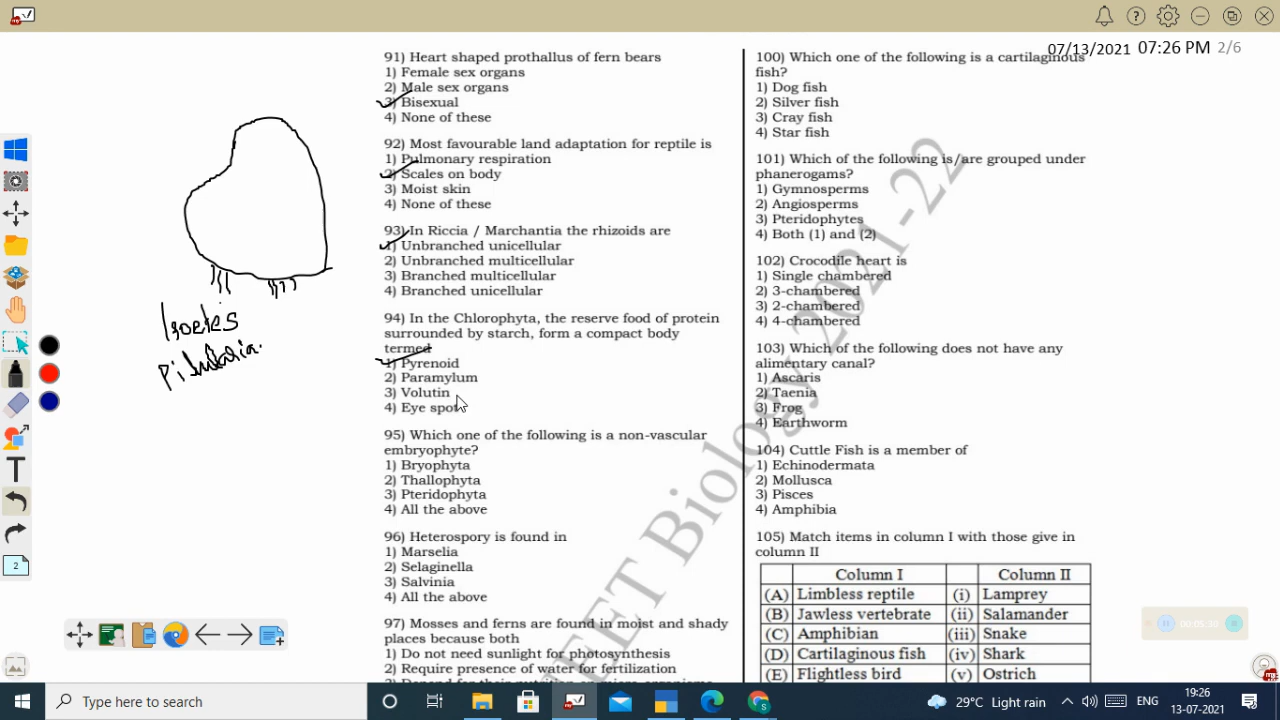 07/13/2021 07:26 PM 2/6
91) Heart shaped prothallus of fern bears
1) Female sex organs
2) Male sex organs
3) Bisexual
4) None of these
92) Most favourable land adaptation for reptile is
1) Pulmonary respiration
2) Scales on body
3) Moist skin
4) None of these
93) In Riccia / Marchantia the rhizoids are
1) Unbranched unicellular
2) Unbranched multicellular
3) Branched multicellular
4) Branched unicellular
94) In the Chlorophyta, the reserve food of protein
surrounded by starch, form a compact body
termed
1) Pyrenoid
2) Paramylum
3) Volutin
4) Eye spot
95) Which one of the following is a non-vascular
embryophyte?
1) Bryophyta
2) Thallophyta
3) Pteridophyta
4) All the above
96) Heterospory is found in
1) Marselia
2) Selaginella
3) Salvinia
4) All the above
97) Mosses and ferns are found in moist and shady
places because both
1) Do not need sunlight for photosynthesis
2) Require presence of water for fertilization
100) Which one of the following is a cartilaginous
fish?
1) Dog fish
2) Silver fish
3) Cray fish
4) Star fish
101) Which of the following is/are grouped under
phanerogams?
1) Gymnosperms
2) Angiosperms
3) Pteridophytes
4) Both (1) and (2)
102) Crocodile heart is
1) Single chambered
2) 3-chambered
3) 2-chambered
4) 4-chambered
103) Which of the following does not have any
alimentary canal?
1) Ascaris
2) Taenia
3) Frog
4) Earthworm
104) Cuttle Fish is a member of
1) Echinodermata
2) Mollusca
3) Pisces
4) Amphibia
105) Match items in column I with those give in
column II
Column I Column II
(A) Limbless reptile (i) Lamprey
(B) Jawless vertebrate (ii) Salamander
(C) Amphibian (iii) Snake
(D) Cartilaginous fish (iv) Shark
(E) Flightless bird (v) Ostrich
EET Biology 2021-22
Isoetes
2
00:05:30
Type here to search
29°C Light rain
ENG
19:26
13-07-2021